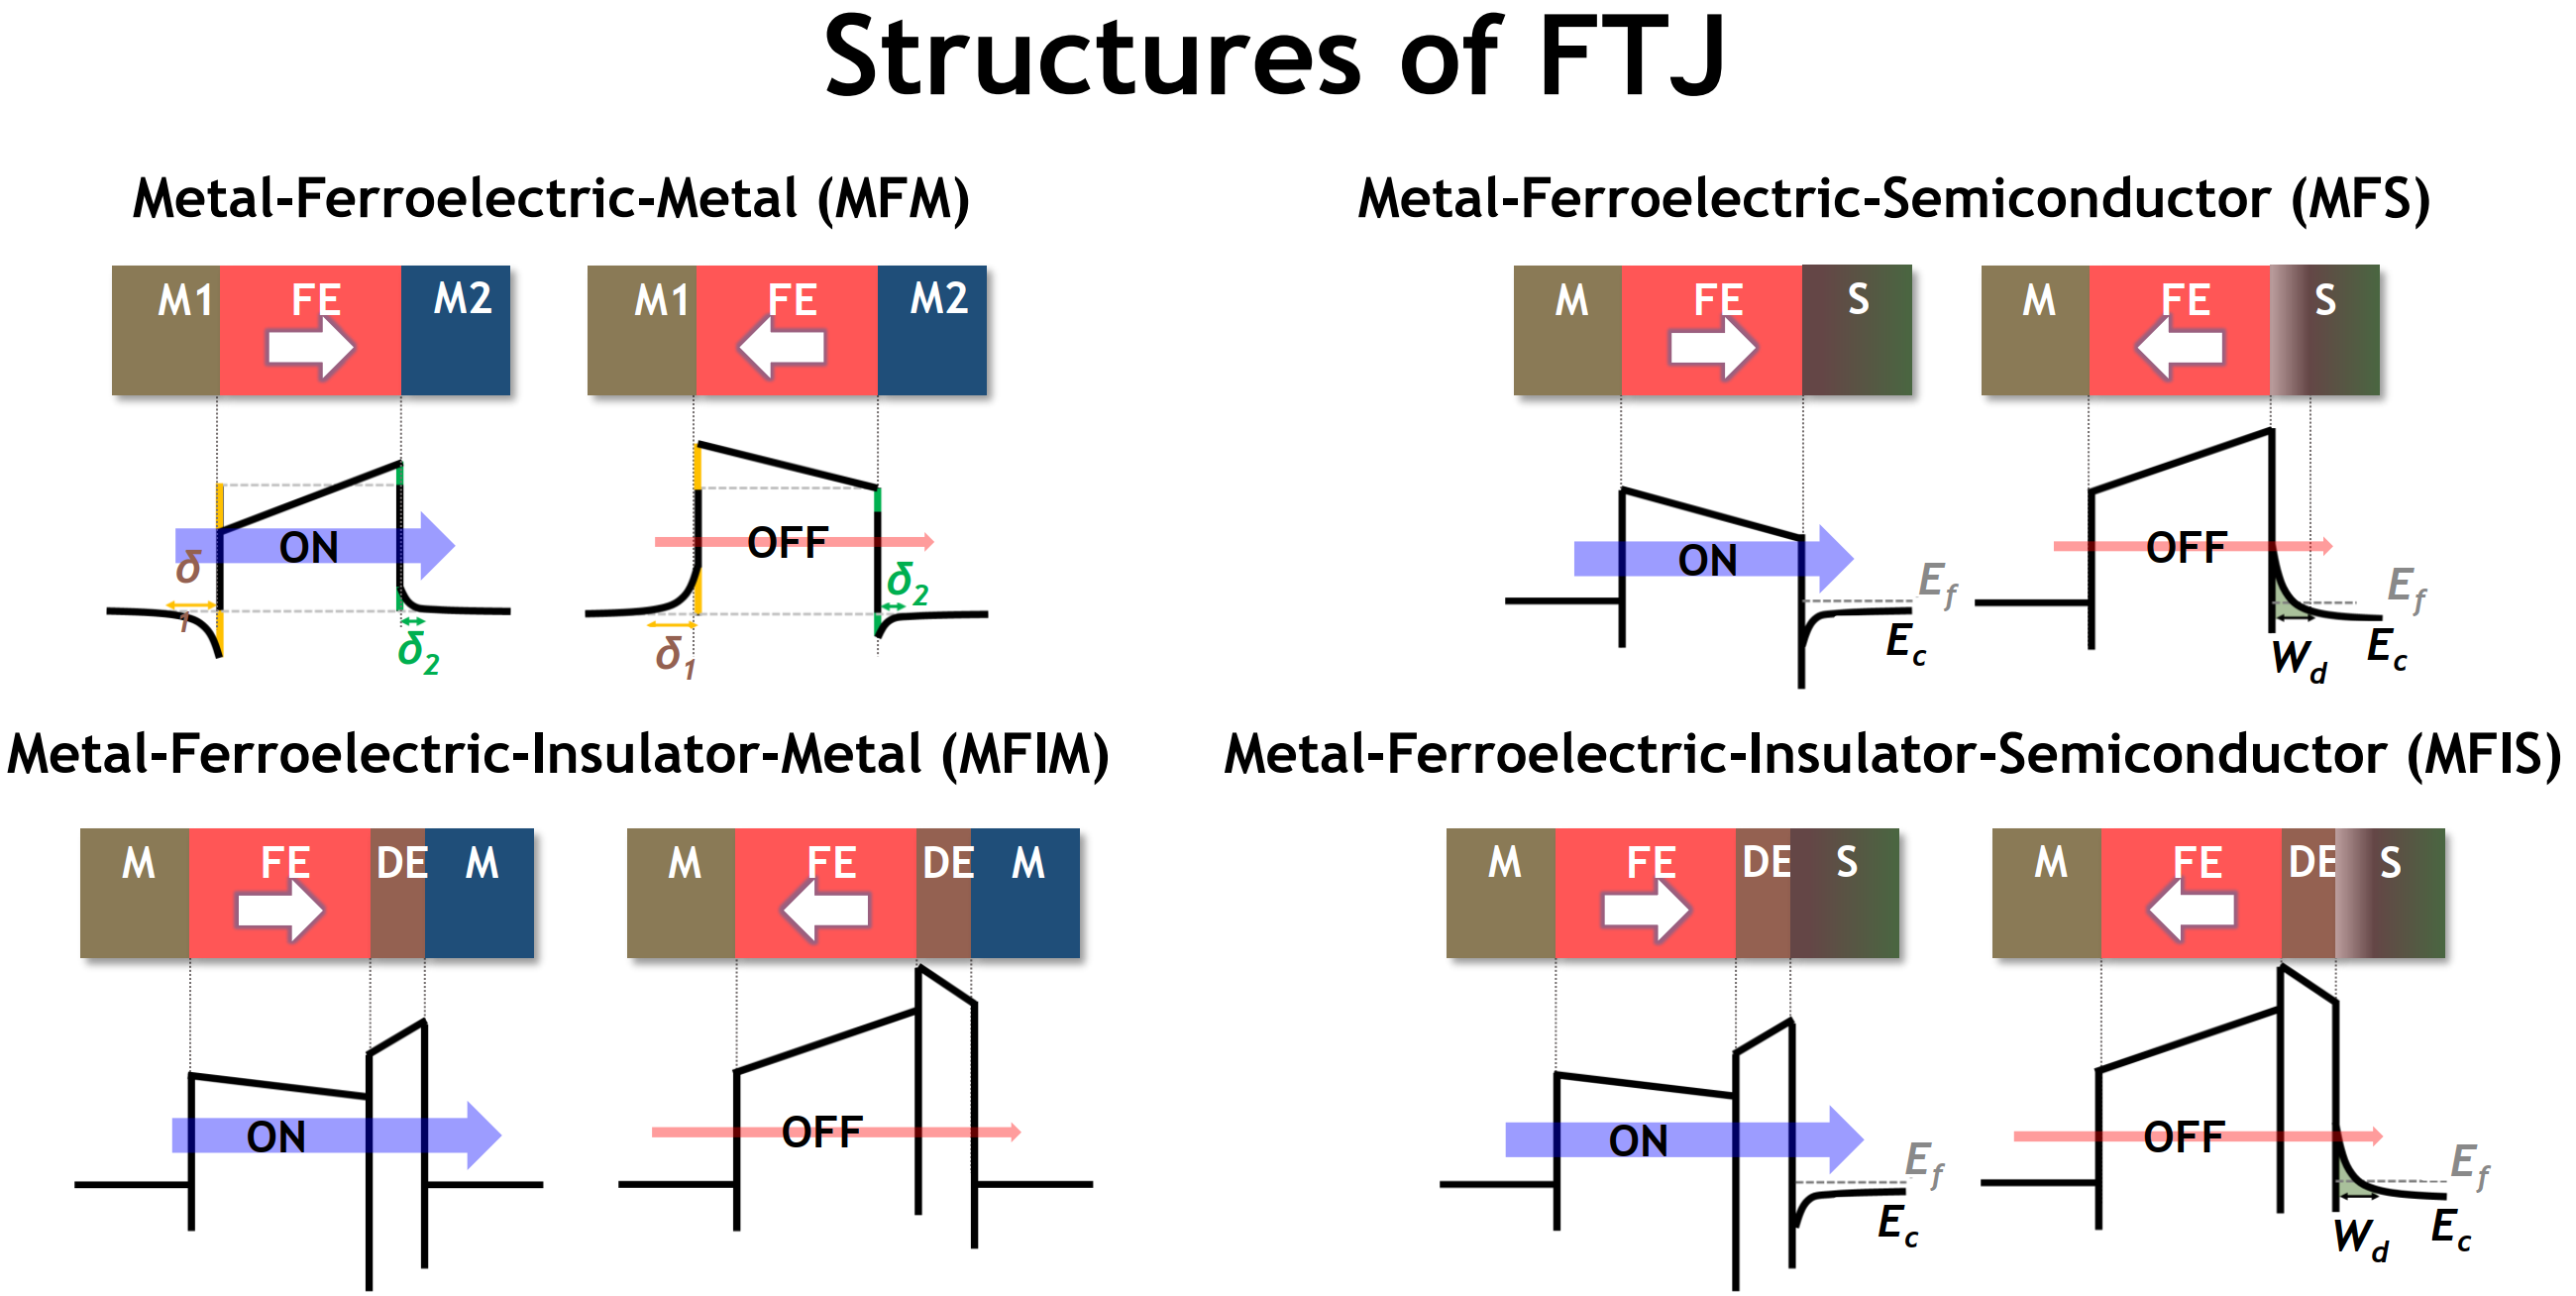 Structures of FTJ
Metal-Ferroelectric-Metal (MFM)
M1 FE M2
M1 FE M2
ON
δ
1
δ2
OFF
δ2
δ1
Metal-Ferroelectric-Semiconductor (MFS)
M FE S
M FE S
ON
Ef
Ec
OFF
Ef
Wd
Ec
Metal-Ferroelectric-Insulator-Metal (MFIM)
M FE DE M
M FE DE M
ON
OFF
Metal-Ferroelectric-Insulator-Semiconductor (MFIS)
M FE DE S
M FE DE S
ON
Ef
Ec
OFF
Ef
Wd
Ec